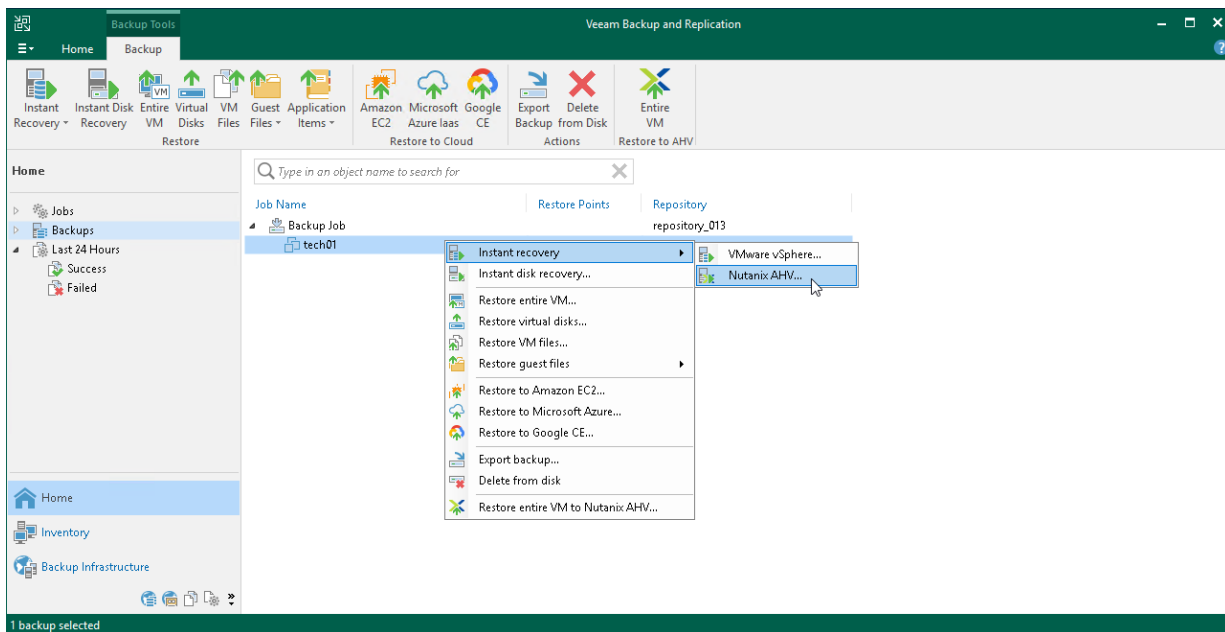 Backup Tools
Veeam Backup and Replication
Home Backup
Instant Instant Disk Entire Virtual VM Guest Application Amazon Microsoft Google Export Delete Entire
Recovery Recovery VM Disks Files Files Items EC2 Azure Iaas CE Backup from Disk VM
Restore Restore to Cloud Actions Restore to AHV
Home
Type in an object name to search for
Job Name Restore Points Repository
Jobs
Backup Job repository_013
Backups
tech01
Last 24 Hours
Success
Failed
Instant recovery
VMware vSphere...
Instant disk recovery...
Nutanix AHV...
Restore entire VM...
Restore virtual disks...
Restore VM files...
Restore guest files
Restore to Amazon EC2...
Restore to Microsoft Azure...
Restore to Google CE...
Export backup...
Delete from disk
Restore entire VM to Nutanix AHV...
Home
Inventory
Backup Infrastructure
1 backup selected